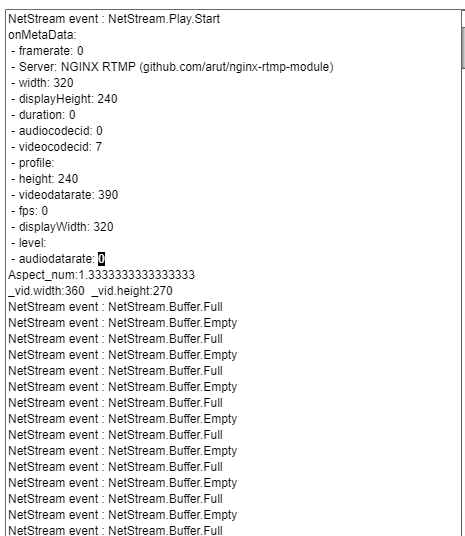 NetStream event : NetStream.Play.Start
onMetaData:
- framerate: 0
- Server: NGINX RTMP (github.com/arut/nginx-rtmp-module)
- width: 320
- displayHeight: 240
- duration: 0
- audiocodecid: 0
- videocodecid: 7
- profile:
- height: 240
- videodatarate: 390
- fps: 0
- displayWidth: 320
- level:
- audiodatarate: 0
Aspect_num:1.3333333333333333
_vid.width:360 _vid.height:270
NetStream event : NetStream.Buffer.Full
NetStream event : NetStream.Buffer.Empty
NetStream event : NetStream.Buffer.Full
NetStream event : NetStream.Buffer.Empty
NetStream event : NetStream.Buffer.Full
NetStream event : NetStream.Buffer.Empty
NetStream event : NetStream.Buffer.Full
NetStream event : NetStream.Buffer.Empty
NetStream event : NetStream.Buffer.Full
NetStream event : NetStream.Buffer.Empty
NetStream event : NetStream.Buffer.Full
NetStream event : NetStream.Buffer.Empty
NetStream event : NetStream.Buffer.Full
NetStream event : NetStream.Buffer.Empty
NetStream event : NetStream.Buffer.Full